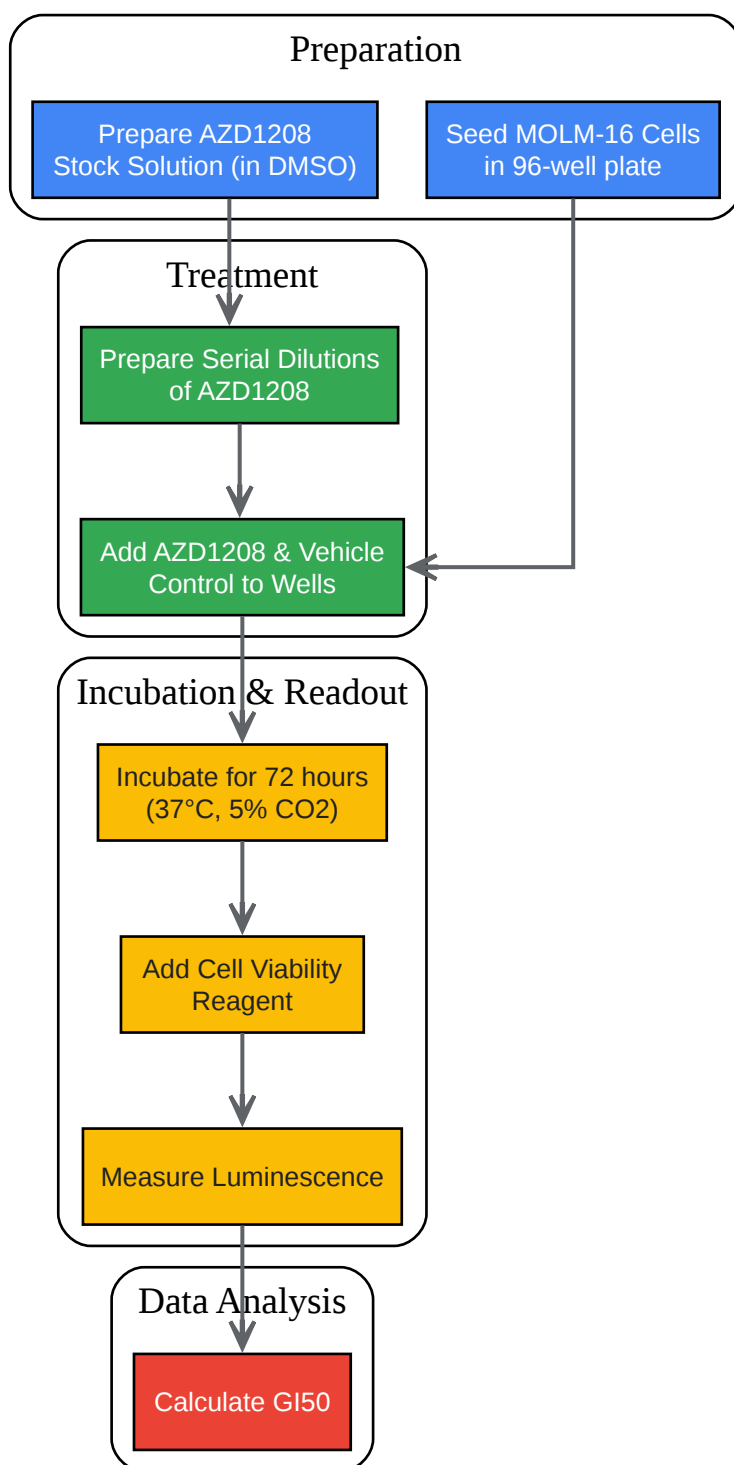 Preparation
Prepare AZD1208
Stock Solution (in DMSO)
Seed MOLM-16 Cells
in 96-well plate
Treatment
Prepare Serial Dilutions
of AZD1208
Add AZD1208 & Vehicle
Control to Wells
Incubation & Readout
Incubate for 72 hours
(37°C, 5% CO2)
Add Cell Viability
Reagent
Measure Luminescence
Data Analysis
Calculate GI50